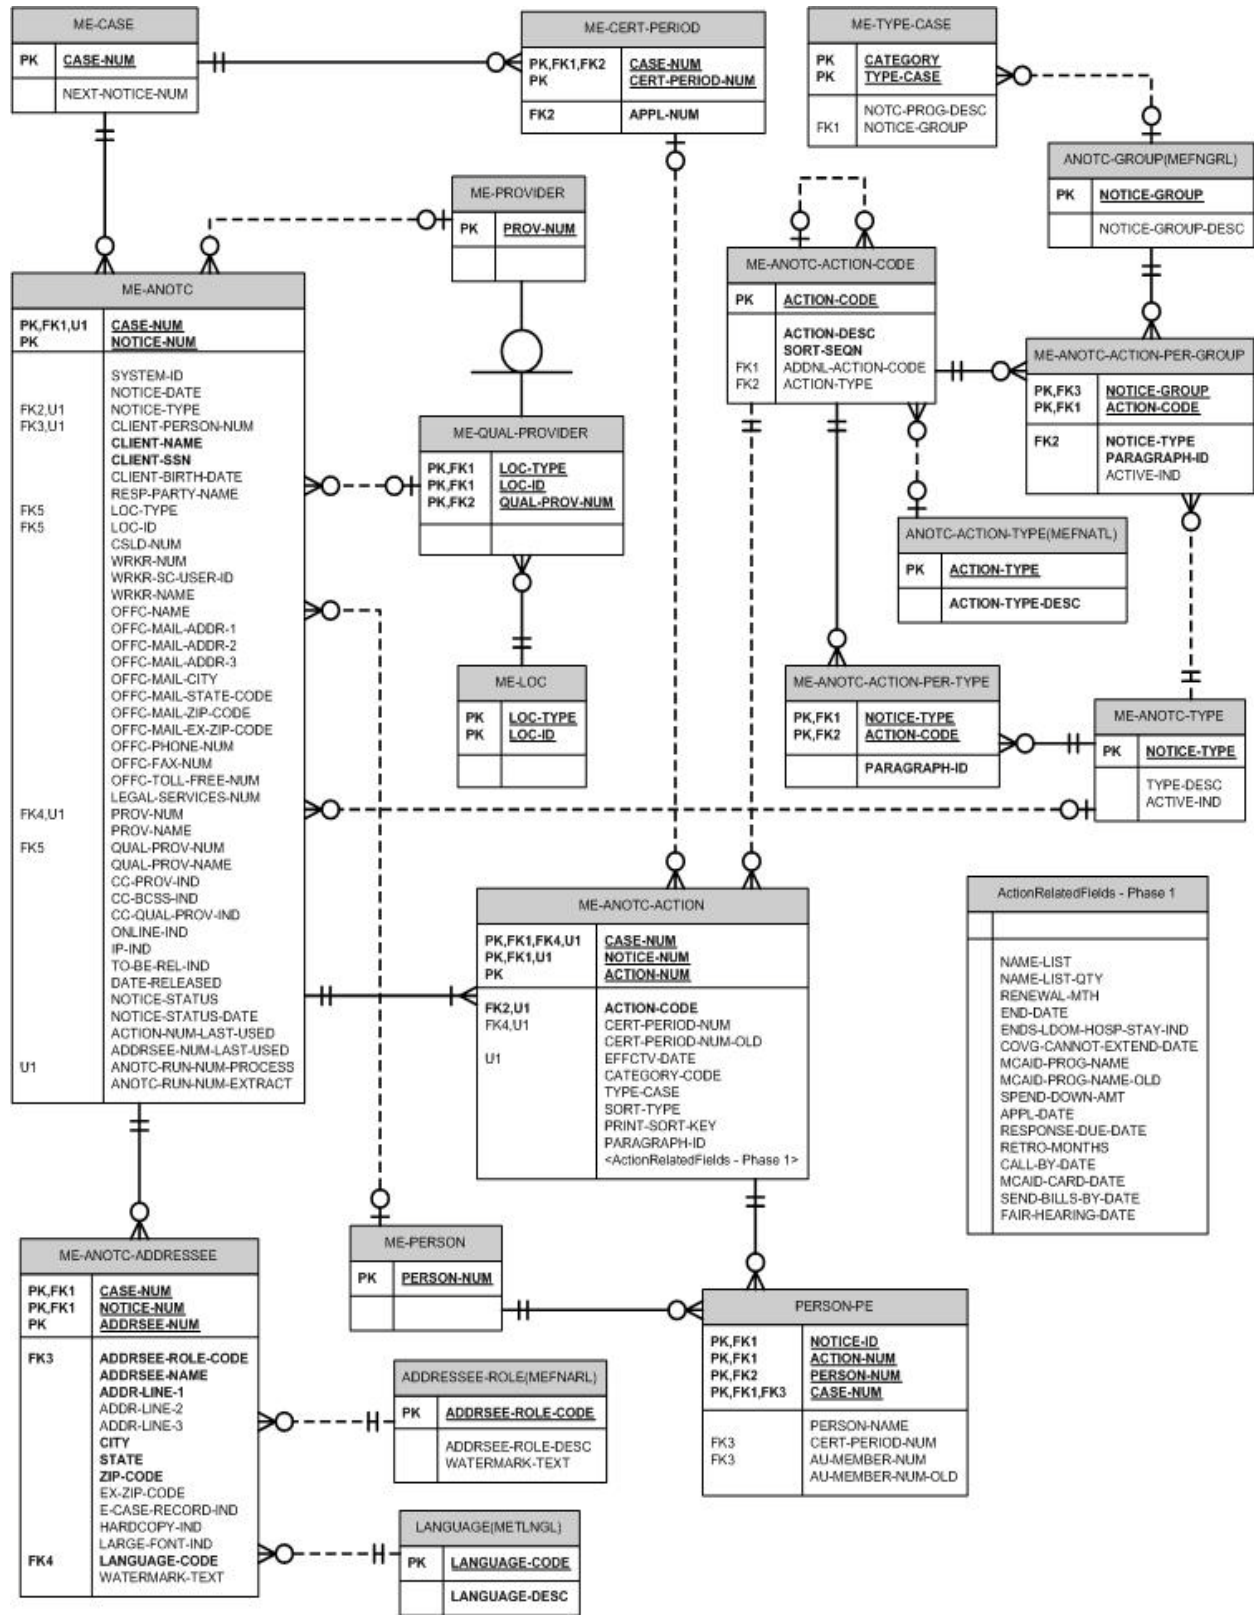 ME-CASE
PK CASE-NUM
NEXT-NOTICE-NUM
ME-CERT-PERIOD
PK,FK1,FK2 CASE-NUM
PK CERT-PERIOD-NUM
FK2 APPL-NUM
ME-TYPE-CASE
PK CATEGORY
PK TYPE-CASE
NOTC-PROG-DESC
FK1 NOTICE-GROUP
ANOTC-GROUP(MEFNGRL)
PK NOTICE-GROUP
NOTICE-GROUP-DESC
ME-PROVIDER
PK PROV-NUM
ME-ANOTC-ACTION-CODE
PK ACTION-CODE
ACTION-DESC
SORT-SEQN
FK1 ADDNL-ACTION-CODE
FK2 ACTION-TYPE
ME-ANOTC-ACTION-PER-GROUP
PK,FK3 NOTICE-GROUP
PK,FK1 ACTION-CODE
FK2 NOTICE-TYPE
PARAGRAPH-ID
ACTIVE-IND
ME-ANOTC
PK,FK1,U1 CASE-NUM
PK NOTICE-NUM
SYSTEM-ID
NOTICE-DATE
FK2,U1 NOTICE-TYPE
FK3,U1 CLIENT-PERSON-NUM
CLIENT-NAME
CLIENT-SSN
CLIENT-BIRTH-DATE
RESP-PARTY-NAME
FK5 LOC-TYPE
FK5 LOC-ID
CSLD-NUM
WRKR-NUM
WRKR-SC-USER-ID
WRKR-NAME
OFFC-NAME
OFFC-MAIL-ADDR-1
OFFC-MAIL-ADDR-2
OFFC-MAIL-ADDR-3
OFFC-MAIL-CITY
OFFC-MAIL-STATE-CODE
OFFC-MAIL-ZIP-CODE
OFFC-MAIL-EX-ZIP-CODE
OFFC-PHONE-NUM
OFFC-FAX-NUM
OFFC-TOLL-FREE-NUM
LEGAL-SERVICES-NUM
FK4,U1 PROV-NUM
PROV-NAME
FK5 QUAL-PROV-NUM
QUAL-PROV-NAME
CC-PROV-IND
CC-BCSS-IND
CC-QUAL-PROV-IND
ONLINE-IND
IP-IND
TO-BE-REL-IND
DATE-RELEASED
NOTICE-STATUS
NOTICE-STATUS-DATE
ACTION-NUM-LAST-USED
ADDRSEE-NUM-LAST-USED
U1 ANOTC-RUN-NUM-PROCESS
ANOTC-RUN-NUM-EXTRACT
ME-QUAL-PROVIDER
PK,FK1 LOC-TYPE
PK,FK1 LOC-ID
PK,FK2 QUAL-PROV-NUM
ANOTC-ACTION-TYPE(MEFNATL)
PK ACTION-TYPE
ACTION-TYPE-DESC
ME-LOC
PK LOC-TYPE
PK LOC-ID
ME-ANOTC-ACTION-PER-TYPE
PK,FK1 NOTICE-TYPE
PK,FK2 ACTION-CODE
PARAGRAPH-ID
ME-ANOTC-TYPE
PK NOTICE-TYPE
TYPE-DESC
ACTIVE-IND
ME-ANOTC-ACTION
PK,FK1,FK4,U1 CASE-NUM
PK,FK1,U1 NOTICE-NUM
PK ACTION-NUM
FK2,U1 ACTION-CODE
FK4,U1 CERT-PERIOD-NUM
CERT-PERIOD-NUM-OLD
U1 EFFCTV-DATE
CATEGORY-CODE
TYPE-CASE
SORT-TYPE
PRINT-SORT-KEY
PARAGRAPH-ID
<ActionRelatedFields - Phase 1>
ActionRelatedFields - Phase 1
NAME-LIST
NAME-LIST-QTY
RENEWAL-MTH
END-DATE
ENDS-LDOM-HOSP-STAY-IND
COVG-CANNOT-EXTEND-DATE
MCAID-PROG-NAME
MCAID-PROG-NAME-OLD
SPEND-DOWN-AMT
APPL-DATE
RESPONSE-DUE-DATE
RETRO-MONTHS
CALL-BY-DATE
MCAID-CARD-DATE
SEND-BILLS-BY-DATE
FAIR-HEARING-DATE
ME-ANOTC-ADDRESSEE
PK,FK1 CASE-NUM
PK,FK1 NOTICE-NUM
PK ADDRSEE-NUM
FK3 ADDRSEE-ROLE-CODE
ADDRSEE-NAME
ADDR-LINE-1
ADDR-LINE-2
ADDR-LINE-3
CITY
STATE
ZIP-CODE
EX-ZIP-CODE
E-CASE-RECORD-IND
HARDCOPY-IND
LARGE-FONT-IND
FK4 LANGUAGE-CODE
WATERMARK-TEXT
ME-PERSON
PK PERSON-NUM
PERSON-PE
PK,FK1 NOTICE-ID
PK,FK1 ACTION-NUM
PK,FK2 PERSON-NUM
PK,FK1,FK3 CASE-NUM
PERSON-NAME
FK3 CERT-PERIOD-NUM
FK3 AU-MEMBER-NUM
AU-MEMBER-NUM-OLD
ADDRESSEE-ROLE(MEFNARL)
PK ADDRSEE-ROLE-CODE
ADDRSEE-ROLE-DESC
WATERMARK-TEXT
LANGUAGE(METLNGL)
PK LANGUAGE-CODE
LANGUAGE-DESC